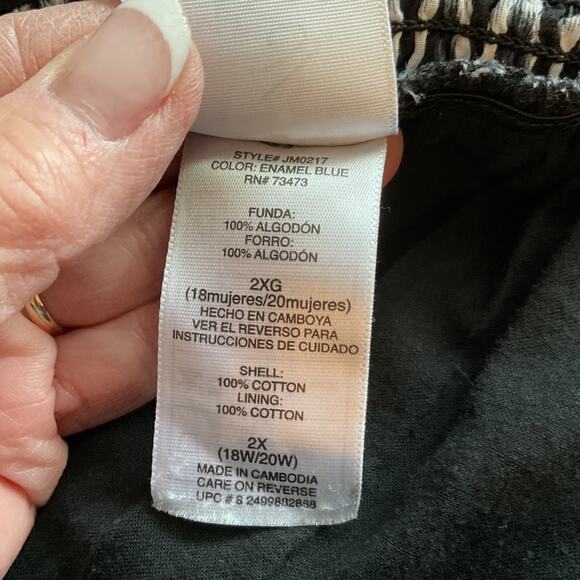 STYLE# JM0217
COLOR: ENAMEL BLUE
RN# 73473
FUNDA:
100% ALGODÓN
FORRO:
100% ALGODÓN
2XG
(18mujeres/20mujeres)
HECHO EN CAMBOYA
VER EL REVERSO PARA
INSTRUCCIONES DE CUIDADO
SHELL:
100% COTTON
LINING:
100% COTTON
2X
(18W/20W)
MADE IN CAMBODIA
CARE ON REVERSE
UPC # S 2499882868